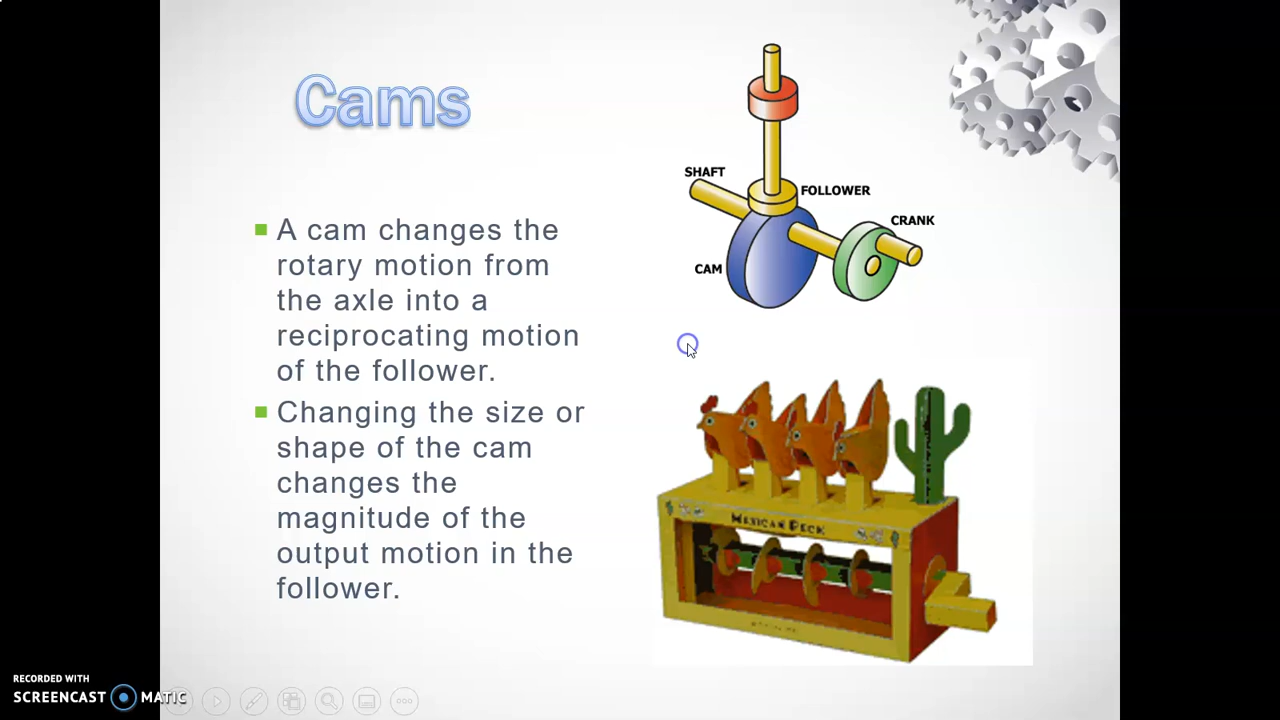 Cams
SHAFT
FOLLOWER
CRANK
CAM
A cam changes the
rotary motion from
the axle into a
reciprocating motion
of the follower.
Changing the size or
shape of the cam
changes the
magnitude of the
output motion in the
follower.
MEXICAN PECK
RECORDED WITH
SCREENCAST MATIC